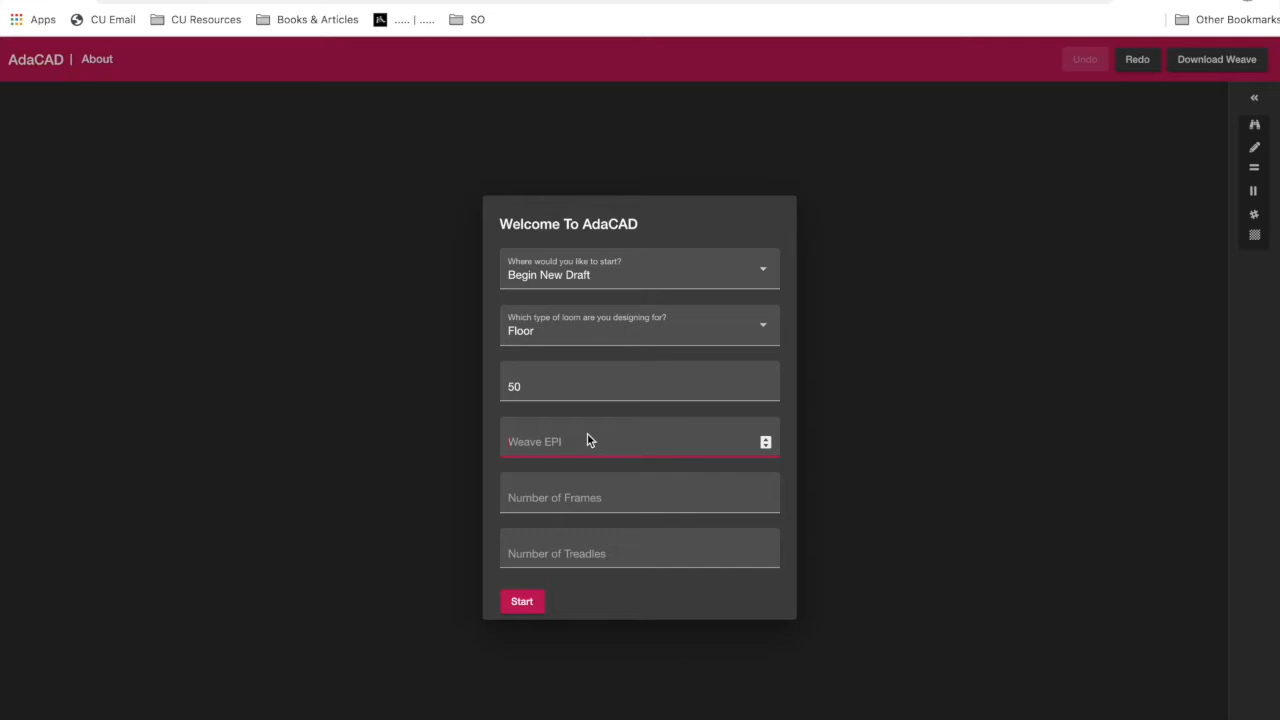 Apps CU Email CU Resources Books & Articles ..... | ..... SO Other Bookmarks
AdaCAD | About Undo Redo Download Weave
Welcome To AdaCAD
Where would you like to start?
Begin New Draft
Which type of loom are you designing for?
Floor
50
Weave EPI
Number of Frames
Number of Treadles
Start